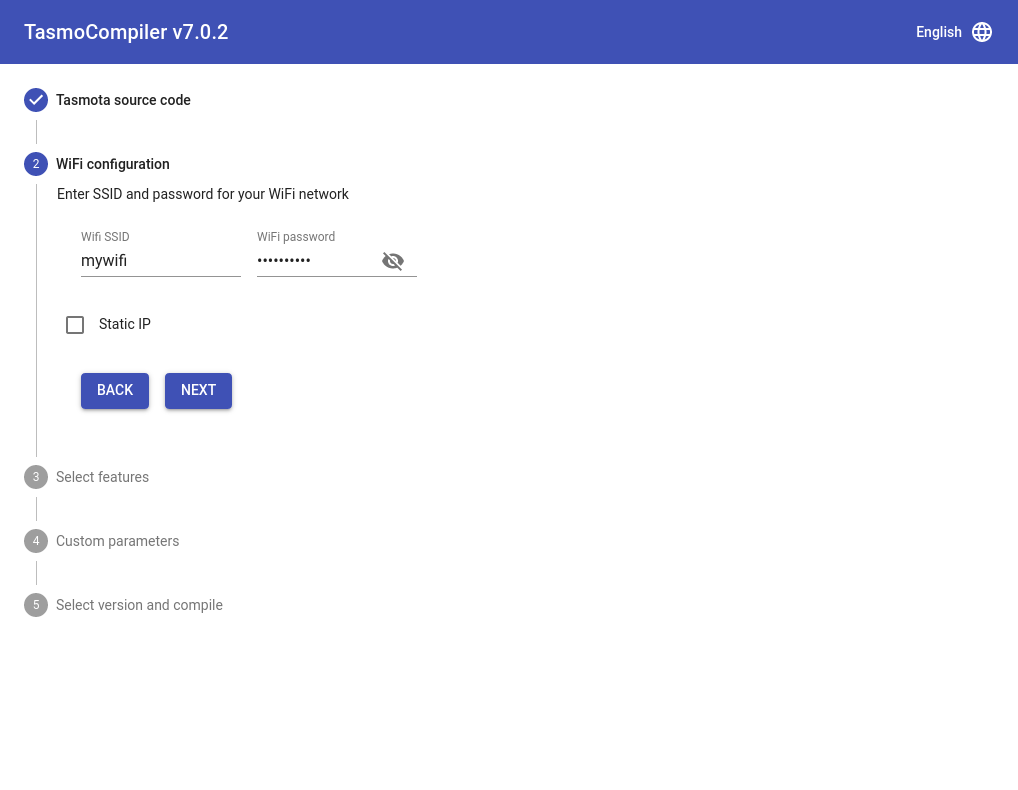 TasmoCompiler v7.0.2
English
Tasmota source code
2 WiFi configuration
Enter SSID and password for your WiFi network
Wifi SSID WiFi password
mywifi ••••••••••
Static IP
BACK NEXT
3 Select features
4 Custom parameters
5 Select version and compile